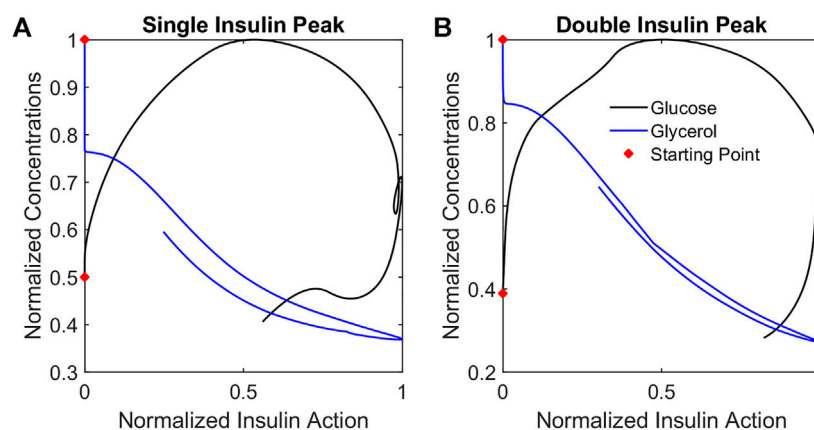 A
Single Insulin Peak
Normalized Concentrations
1
0.9
0.8
0.7
0.6
0.5
0.4
0.3
0
0.5
1
Normalized Insulin Action
B
Double Insulin Peak
Normalized Concentrations
1
0.8
0.6
0.4
0.2
Glucose
Glycerol
Starting Point
0
0.5
Normalized Insulin Action